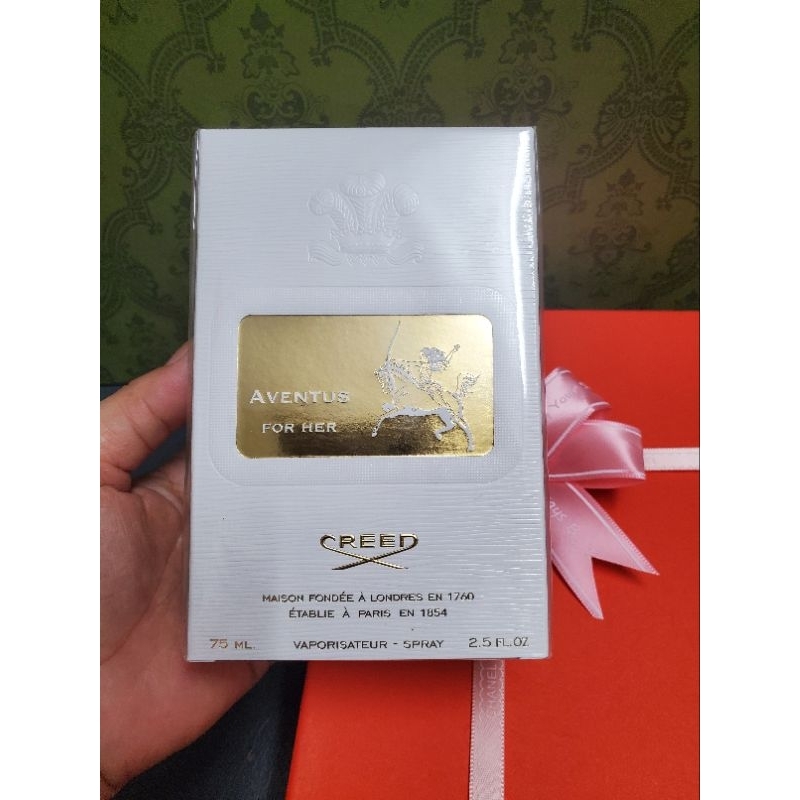 AVENTUS
FOR HER
CREED
MAISON FONDÉE À LONDRES EN 1760
ÉTABLIE À PARIS EN 1854
75 ML. VAPORISATEUR - SPRAY 2.5 FL.OZ
CHANEL